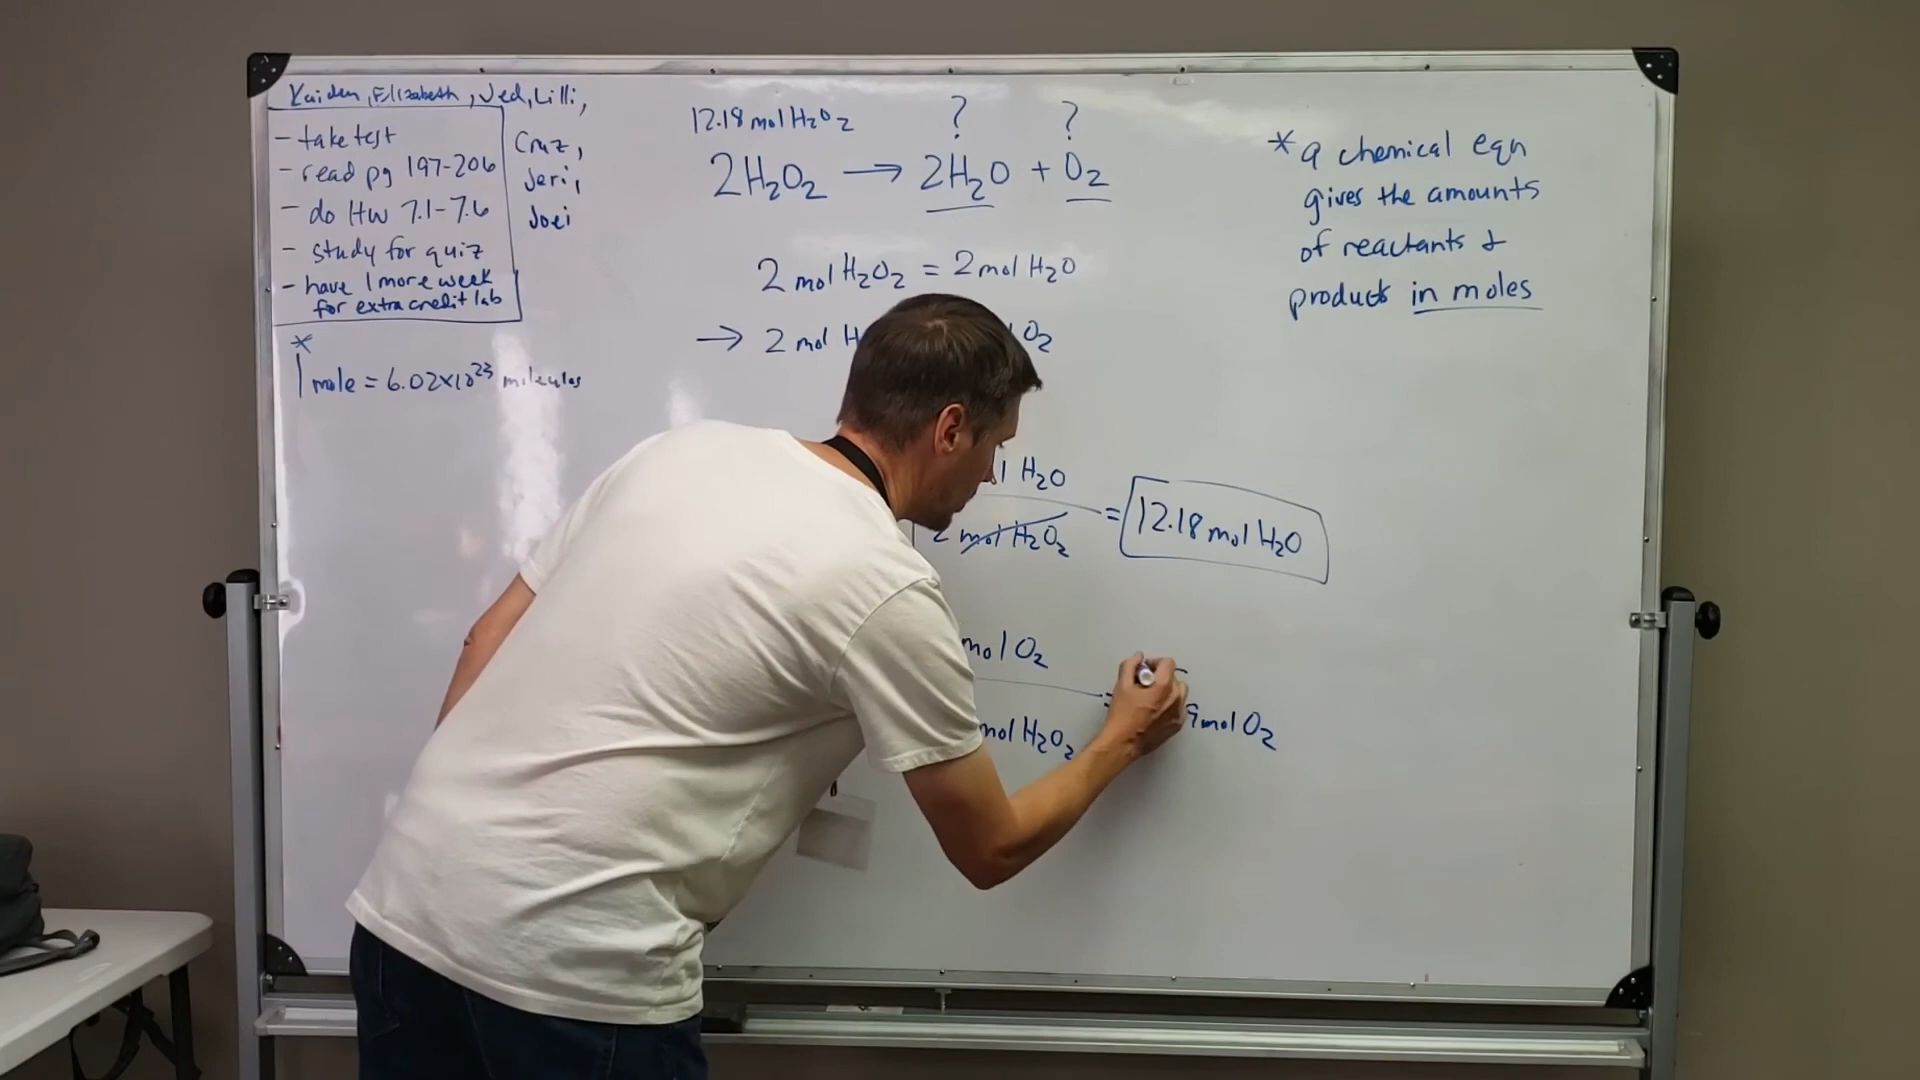 Kaiden, Elizabeth, Jed, Lilli,
Cruz,
Jeri,
Joei
- take test
- read pg 197-206
- do HW 7.1-7.6
- study for quiz
- have 1 more week
for extra credit lab
*
1 mole = 6.02x10²³ molecules
12.18 mol H₂O₂ ? ?
2H₂O₂ → 2H₂O + O₂
2 mol H₂O₂ = 2 mol H₂O
→ 2 mol H O₂
H₂O
2 mol H₂O₂ = 12.18 mol H₂O
mol O₂
mol H₂O₂ = 9 mol O₂
* a chemical eqn
gives the amounts
of reactants &
products in moles